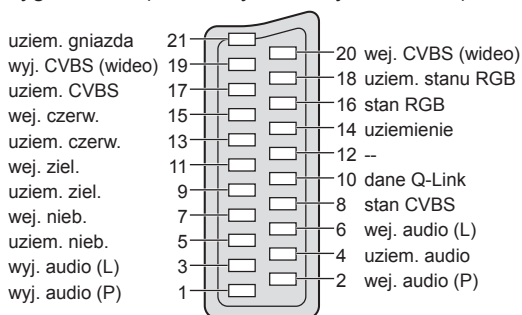 uziem. gniazda 21
wyj. CVBS (wideo) 19
uziem. CVBS 17
wej. czerw. 15
uziem. czerw. 13
wej. ziel. 11
uziem. ziel. 9
wej. nieb. 7
uziem. nieb. 5
wyj. audio (L) 3
wyj. audio (P) 1
20 wej. CVBS (wideo)
18 uziem. stanu RGB
16 stan RGB
14 uziemienie
12 --
10 dane Q-Link
8 stan CVBS
6 wej. audio (L)
4 uziem. audio
2 wej. audio (P)